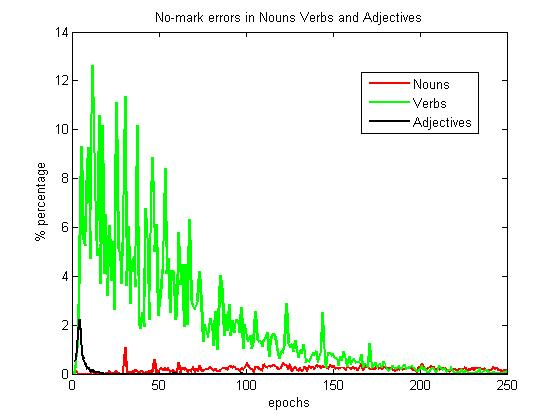 No-mark errors in Nouns Verbs and Adjectives
14
12
10
8
6
4
2
0
% percentage
Nouns
Verbs
Adjectives
0 50 100 150 200 250
epochs